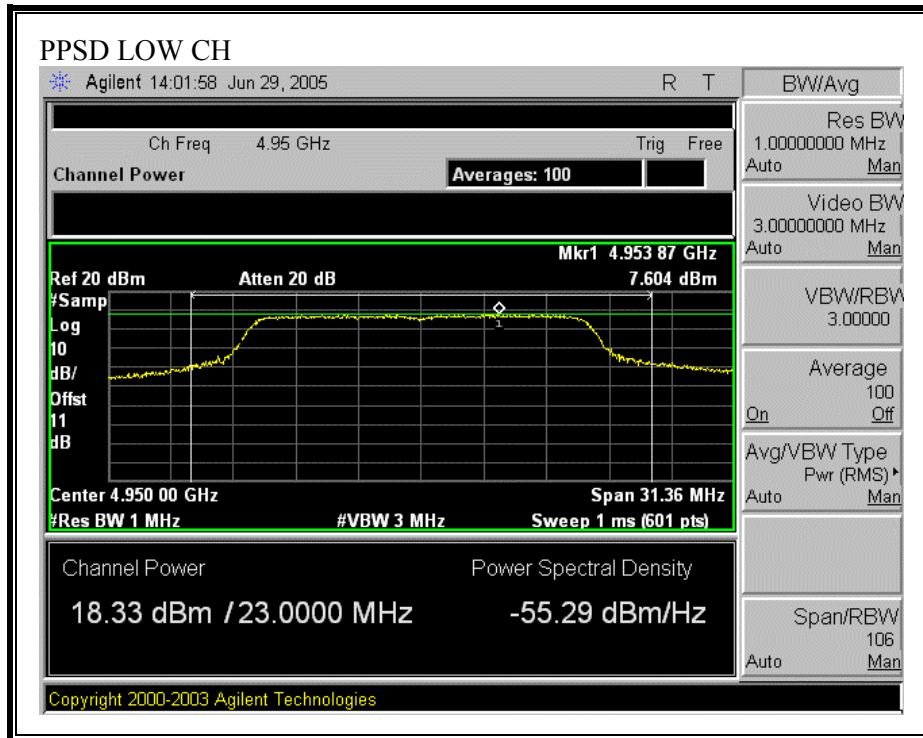 PPSD LOW CH
Agilent 14:01:58 Jun 29, 2005 R T
BW/Avg
Ch Freq 4.95 GHz Trig Free
Channel Power Averages: 100
Mkr1 4.953 87 GHz
Ref 20 dBm Atten 20 dB 7.604 dBm
#Samp
Log
10
dB/
Offst
11
dB
1
Center 4.950 00 GHz Span 31.36 MHz
#Res BW 1 MHz #VBW 3 MHz Sweep 1 ms (601 pts)
Channel Power Power Spectral Density
18.33 dBm / 23.0000 MHz -55.29 dBm/Hz
Copyright 2000-2003 Agilent Technologies
Res BW
1.00000000 MHz
Auto Man
Video BW
3.00000000 MHz
Auto Man
VBW/RBW
3.00000
Average
100
On Off
Avg/VBW Type
Pwr (RMS)
Auto Man
Span/RBW
106
Auto Man